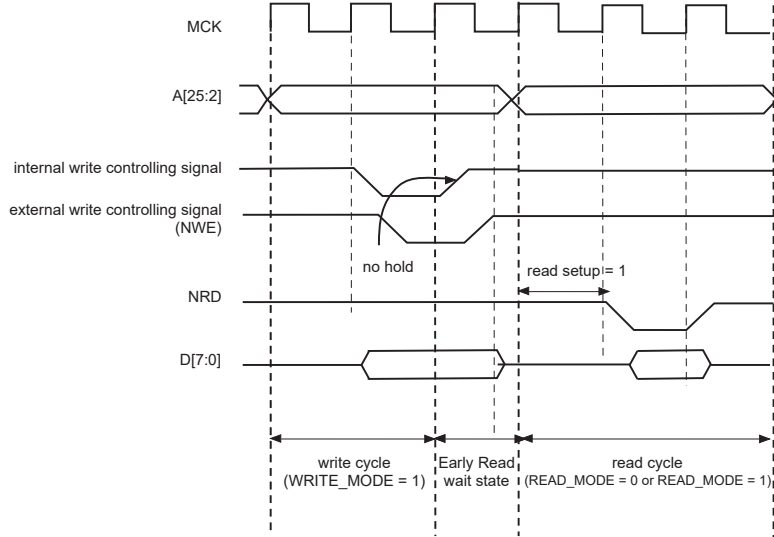 MCK
A[25:2]
internal write controlling signal
external write controlling signal
(NWE)
no hold
read setup = 1
NRD
D[7:0]
write cycle
(WRITE_MODE = 1)
Early Read
wait state
read cycle
(READ_MODE = 0 or READ_MODE = 1)